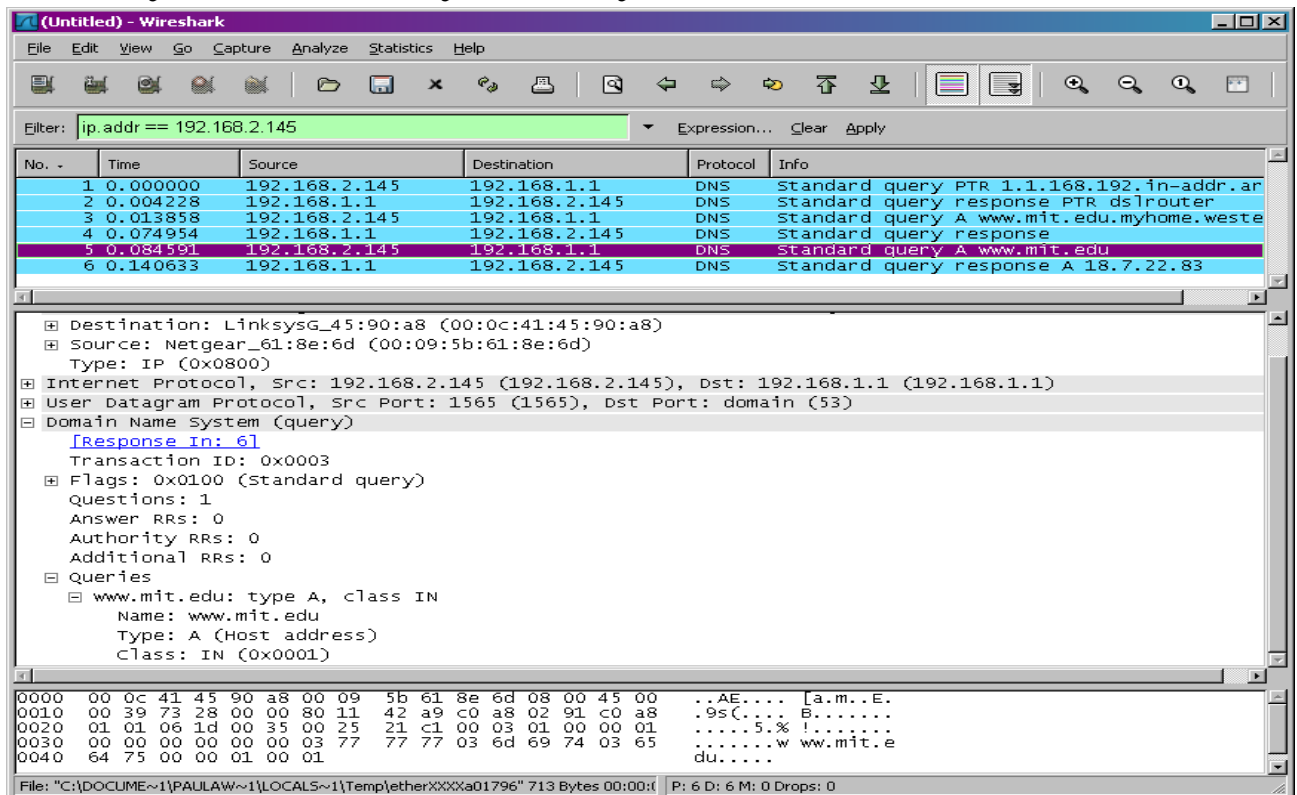 (Untitled) - Wireshark
File Edit View Go Capture Analyze Statistics Help
Filter: ip.addr == 192.168.2.145 Expression... Clear Apply
No. - Time Source Destination Protocol Info
1 0.000000 192.168.2.145 192.168.1.1 DNS Standard query PTR 1.1.168.192.in-addr.ar
2 0.004228 192.168.1.1 192.168.2.145 DNS Standard query response PTR dslrouter
3 0.013858 192.168.2.145 192.168.1.1 DNS Standard query A www.mit.edu.myhome.weste
4 0.074954 192.168.1.1 192.168.2.145 DNS Standard query response
5 0.084591 192.168.2.145 192.168.1.1 DNS Standard query A www.mit.edu
6 0.140633 192.168.1.1 192.168.2.145 DNS Standard query response A 18.7.22.83
Destination: LinksysG_45:90:a8 (00:0c:41:45:90:a8)
Source: Netgear_61:8e:6d (00:09:5b:61:8e:6d)
Type: IP (0x0800)
Internet Protocol, Src: 192.168.2.145 (192.168.2.145), Dst: 192.168.1.1 (192.168.1.1)
User Datagram Protocol, Src Port: 1565 (1565), Dst Port: domain (53)
Domain Name System (query)
[Response In: 6]
Transaction ID: 0x0003
Flags: 0x0100 (Standard query)
Questions: 1
Answer RRs: 0
Authority RRs: 0
Additional RRs: 0
Queries
www.mit.edu: type A, class IN
Name: www.mit.edu
Type: A (Host address)
Class: IN (0x0001)
0000 00 0c 41 45 90 a8 00 09 5b 61 8e 6d 08 00 45 00 ..AE.... [a.m..E.
0010 00 39 73 28 00 00 80 11 42 a9 c0 a8 02 91 c0 a8 .9s(.... B.......
0020 01 01 06 1d 00 35 00 25 21 c1 00 03 01 00 00 01 .....5.% !.......
0030 00 00 00 00 00 00 03 77 77 77 03 6d 69 74 03 65 .......w ww.mit.e
0040 64 75 00 00 01 00 01 du.....
File: "C:\DOCUME~1\PAULAW~1\LOCALS~1\Temp\etherXXXXa01796" 713 Bytes 00:00:( P: 6 D: 6 M: 0 Drops: 0